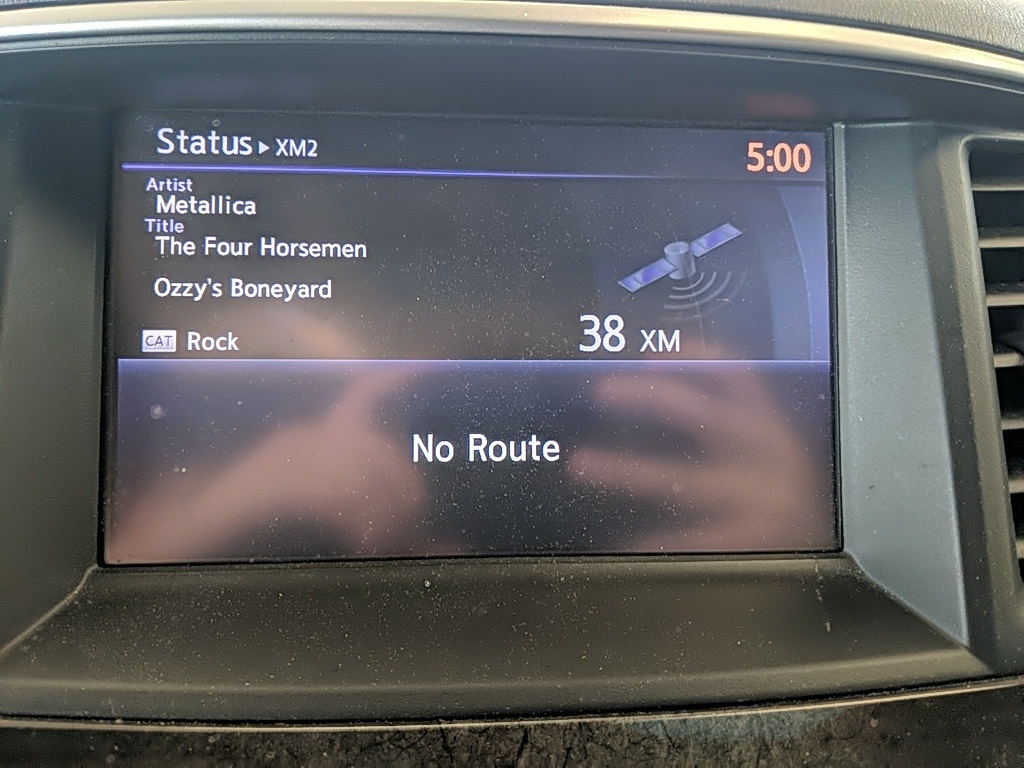 Status ▸ XM2
5:00
Artist
Metallica
Title
The Four Horsemen
Ozzy's Boneyard
CAT Rock
38 XM
No Route